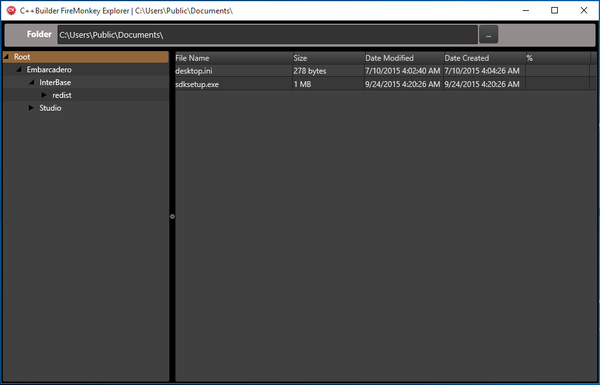 C++Builder FireMonkey Explorer | C:\Users\Public\Documents\
Folder C:\Users\Public\Documents\ ...
Root
Embarcadero
InterBase
redist
Studio
File Name Size Date Modified Date Created %
desktop.ini 278 bytes 7/10/2015 4:02:40 AM 7/10/2015 4:04:26 AM
sdksetup.exe 1 MB 9/24/2015 4:20:26 AM 9/24/2015 4:20:26 AM